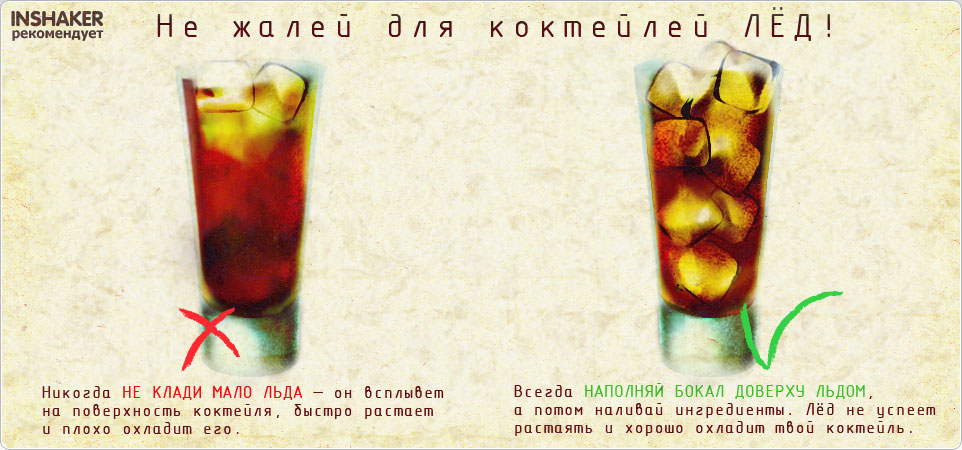 INSHAKER
рекомендует
Не жалей для коктейлей ЛЁД!
Никогда НЕ КЛАДИ МАЛО ЛЬДА – он всплывет
на поверхность коктейля, быстро растает
и плохо охладит его.
Всегда НАПОЛНЯЙ БОКАЛ ДОВЕРХУ ЛЬДОМ,
а потом наливай ингредиенты. Лёд не успеет
растаять и хорошо охладит твой коктейль.